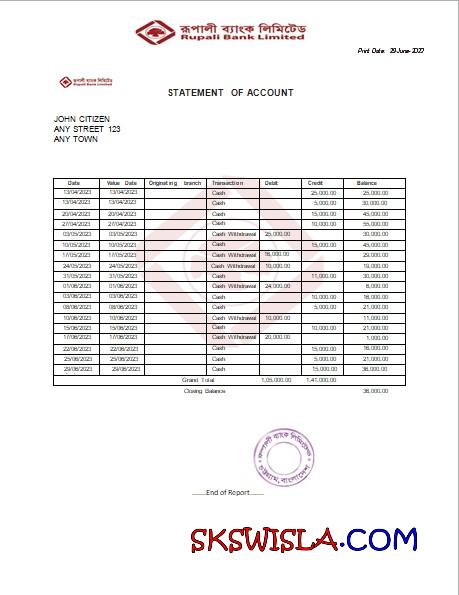 রূপালী ব্যাংক লিমিটেড
Rupali Bank Limited
Print Date: 29-June-2022
রূপালী ব্যাংক লিমিটেড
Rupali Bank Limited
STATEMENT OF ACCOUNT
JOHN CITIZEN
ANY STREET 123
ANY TOWN
Date Value Date Originating branch Transaction Debit Credit Balance
13/04/2023 13/04/2023 Cash 25,000.00 25,000.00
13/04/2023 13/04/2023 Cash 5,000.00 30,000.00
20/04/2023 20/04/2023 Cash 15,000.00 45,000.00
27/04/2023 27/04/2023 Cash 10,000.00 55,000.00
03/05/2023 03/05/2023 Cash Withdrawal 25,000.00 30,000.00
10/05/2023 10/05/2023 Cash 15,000.00 45,000.00
17/05/2023 17/05/2023 Cash Withdrawal 16,000.00 29,000.00
24/05/2023 24/05/2023 Cash Withdrawal 10,000.00 19,000.00
31/05/2023 31/05/2023 Cash 11,000.00 30,000.00
01/06/2023 01/06/2023 Cash Withdrawal 24,000.00 6,000.00
03/06/2023 03/06/2023 Cash 10,000.00 16,000.00
08/06/2023 08/06/2023 Cash 5,000.00 21,000.00
10/06/2023 10/06/2023 Cash Withdrawal 10,000.00 11,000.00
15/06/2023 15/06/2023 Cash 10,000.00 21,000.00
17/06/2023 17/06/2023 Cash Withdrawal 20,000.00 1,000.00
22/06/2023 22/06/2023 Cash 15,000.00 16,000.00
25/06/2023 25/06/2023 Cash 5,000.00 21,000.00
29/06/2023 29/06/2023 Cash 15,000.00 36,000.00
Grand Total 1,05,000.00 1,41,000.00
Closing Balance 36,000.00
রূপালী ব্যাংক লিমিটেড
চট্টগ্রাম, বাংলাদেশ
........End of Report........
SKSWISLA.COM